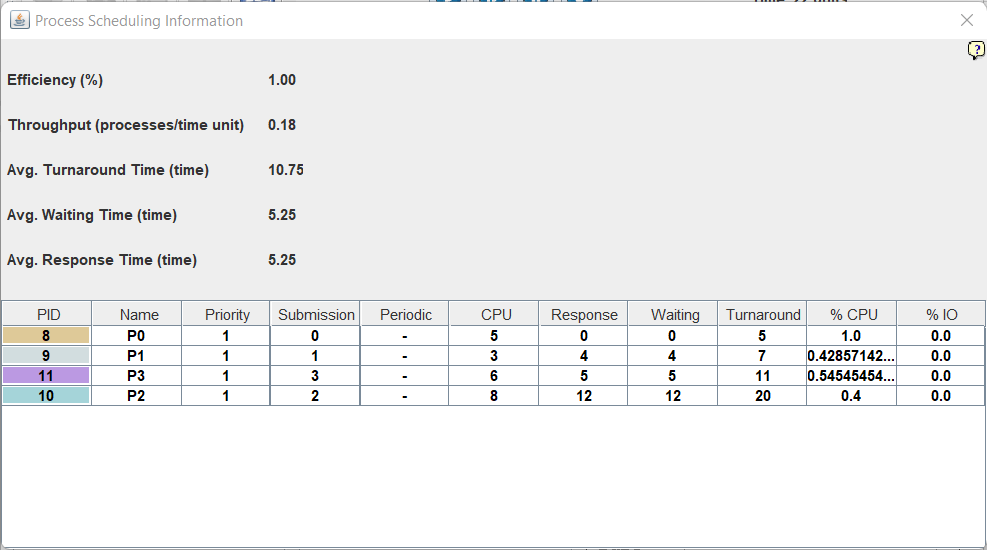 Process Scheduling Information
?
Efficiency (%) 1.00
Throughput (processes/time unit) 0.18
Avg. Turnaround Time (time) 10.75
Avg. Waiting Time (time) 5.25
Avg. Response Time (time) 5.25
PID Name Priority Submission Periodic CPU Response Waiting Turnaround % CPU % IO
8 P0 1 0 - 5 0 0 5 1.0 0.0
9 P1 1 1 - 3 4 4 7 0.42857142... 0.0
11 P3 1 3 - 6 5 5 11 0.54545454... 0.0
10 P2 1 2 - 8 12 12 20 0.4 0.0